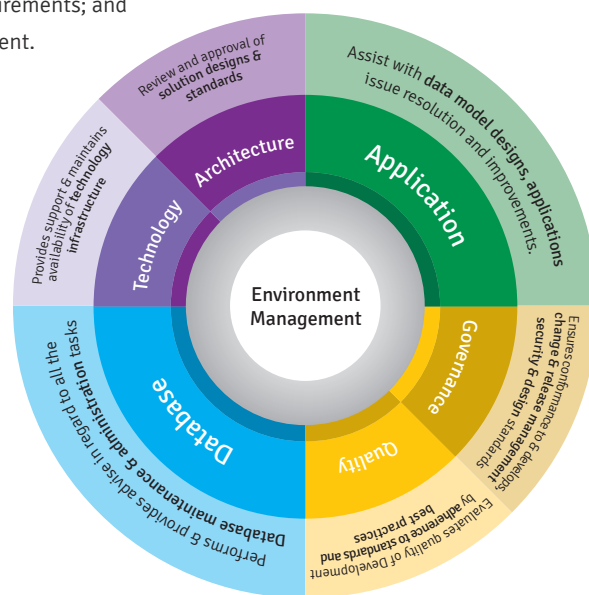 irements; and
ent.
Review and approval of
solution designs &
standards
Architecture
Assist with data model designs, applications
issue resolution and improvements.
Application
Provides support & maintains
availability of technology
infrastructure
Technology
Environment
Management
Governance
Ensures conformance to & develops,
change & release management
security & design standards
Quality
Evaluates quality of Development
by adherence to standards and
best practices
Database
Performs & provides advise in regard to all the
Database maintenance & administration tasks